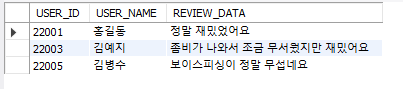 USER_ID USER_NAME REVIEW_DATA
22001 홍길동 정말 재밌었어요
22003 김예지 좀비가 나와서 조금 무서웠지만 재밌어요
22005 김병수 보이스피싱이 정말 무섭네요